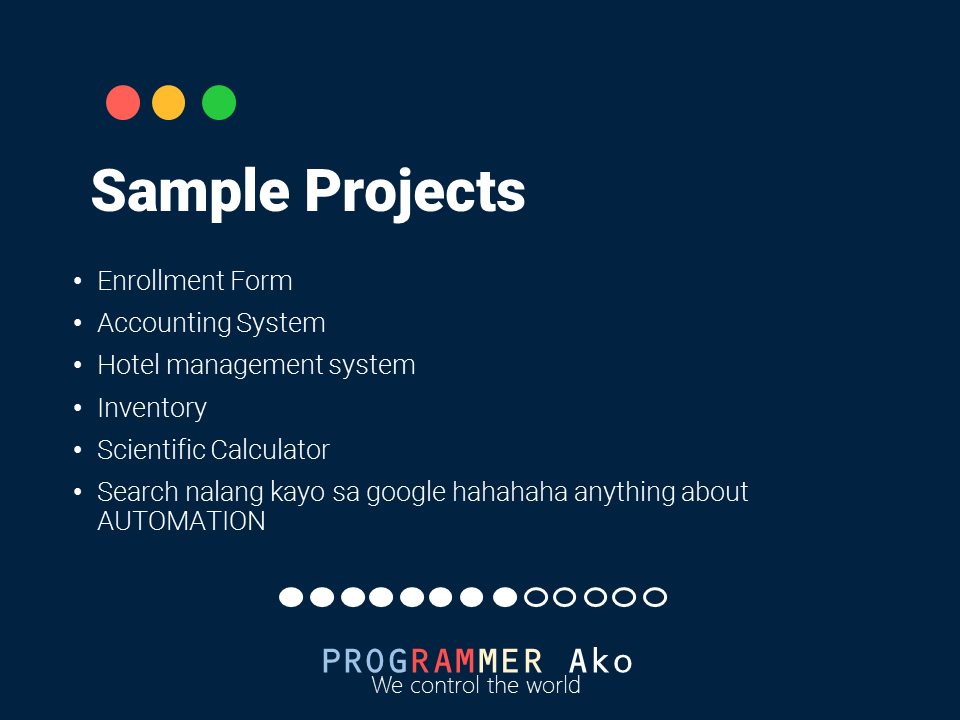 Sample Projects
• Enrollment Form
• Accounting System
• Hotel management system
• Inventory
• Scientific Calculator
• Search nalang kayo sa google hahahaha anything about
AUTOMATION
PROGRAMMER Ako
We control the world